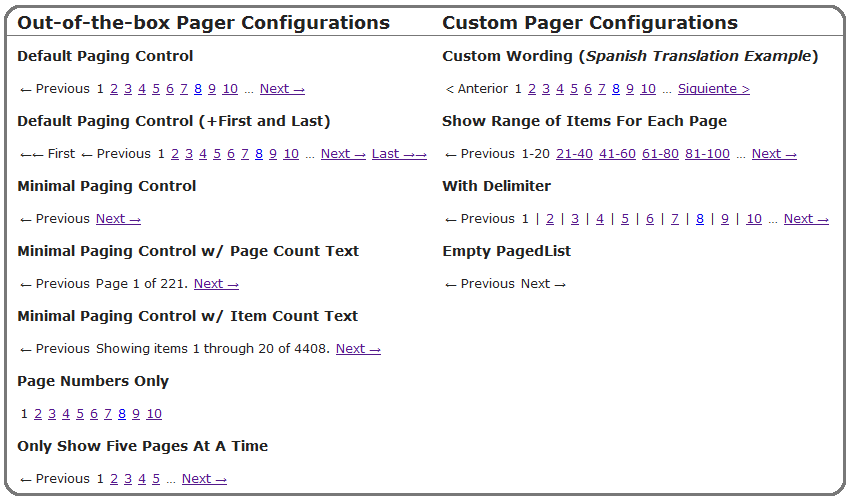 Out-of-the-box Pager Configurations
Default Paging Control
← Previous 1 2 3 4 5 6 7 8 9 10 ... Next →
Default Paging Control (+First and Last)
←← First ← Previous 1 2 3 4 5 6 7 8 9 10 ... Next → Last →→
Minimal Paging Control
← Previous Next →
Minimal Paging Control w/ Page Count Text
← Previous Page 1 of 221. Next →
Minimal Paging Control w/ Item Count Text
← Previous Showing items 1 through 20 of 4408. Next →
Page Numbers Only
1 2 3 4 5 6 7 8 9 10
Only Show Five Pages At A Time
← Previous 1 2 3 4 5 ... Next →
Custom Pager Configurations
Custom Wording (Spanish Translation Example)
< Anterior 1 2 3 4 5 6 7 8 9 10 ... Siguiente >
Show Range of Items For Each Page
← Previous 1-20 21-40 41-60 61-80 81-100 ... Next →
With Delimiter
← Previous 1 | 2 | 3 | 4 | 5 | 6 | 7 | 8 | 9 | 10 ... Next →
Empty PagedList
← Previous Next →